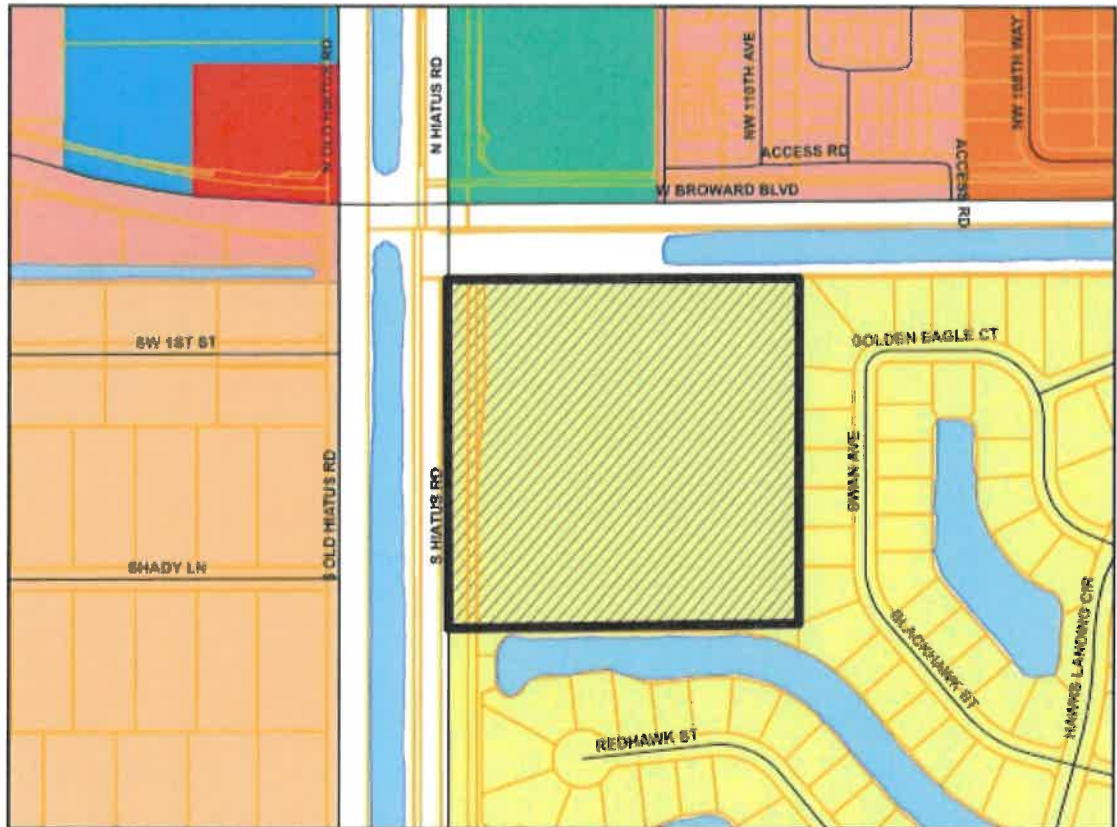 N OLD HIATUS RD
N HIATUS RD
NW 110TH AVE
ACCESS RD
ACCESS RD
NW 108TH WAY
W BROWARD BLVD
SW 1ST ST
GOLDEN EAGLE CT
SWAN AVE
S OLD HIATUS RD
S HIATUS RD
SHADY LN
BLACKHAWK ST
HAWKS LANDING CIR
REDHAWK ST